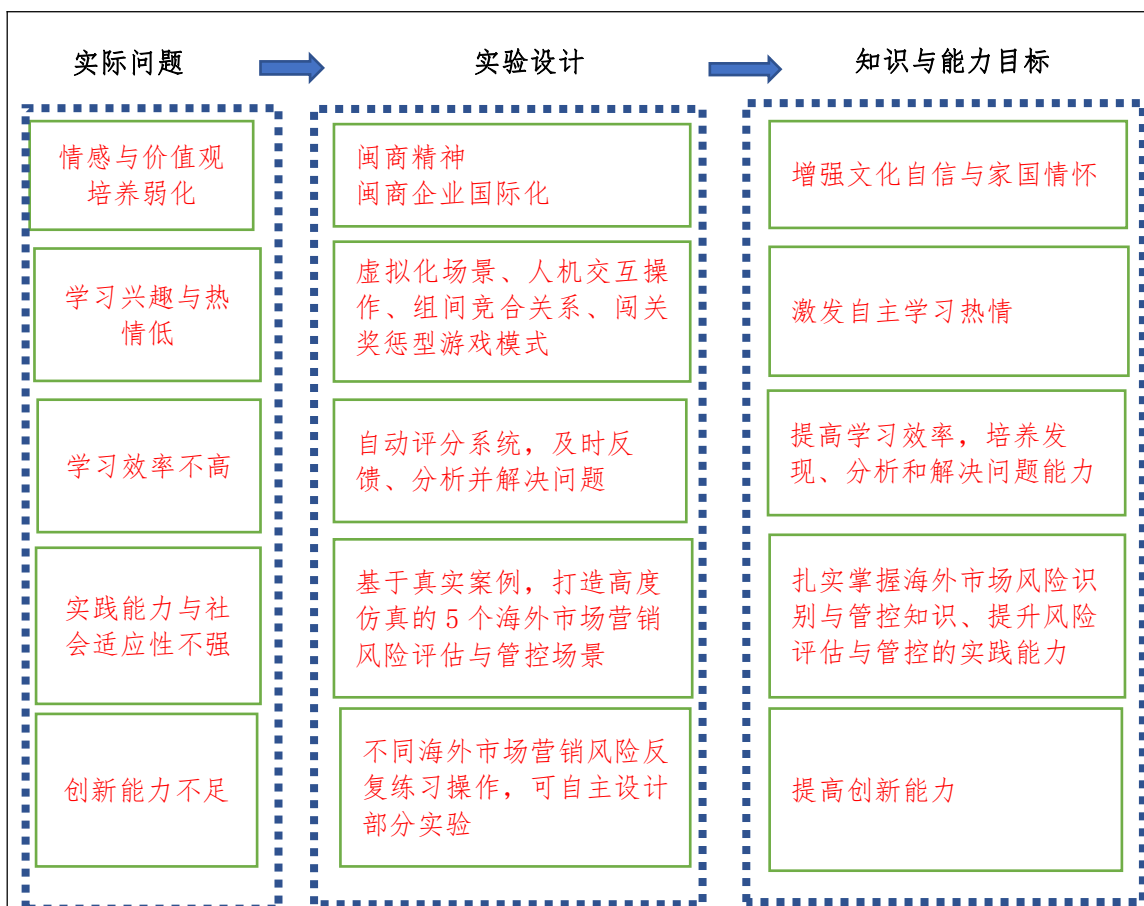 实际问题
实验设计
知识与能力目标
情感与价值观
培养弱化
闽商精神
闽商企业国际化
增强文化自信与家国情怀
学习兴趣与热
情低
虚拟化场景、人机交互操
作、组间竞合关系、闯关
奖惩型游戏模式
激发自主学习热情
学习效率不高
自动评分系统，及时反
馈、分析并解决问题
提高学习效率，培养发
现、分析和解决问题能力
实践能力与社
会适应性不强
基于真实案例，打造高度
仿真的 5 个海外市场营销
风险评估与管控场景
扎实掌握海外市场风险识
别与管控知识、提升风险
评估与管控的实践能力
创新能力不足
不同海外市场营销风险反
复练习操作，可自主设计
部分实验
提高创新能力